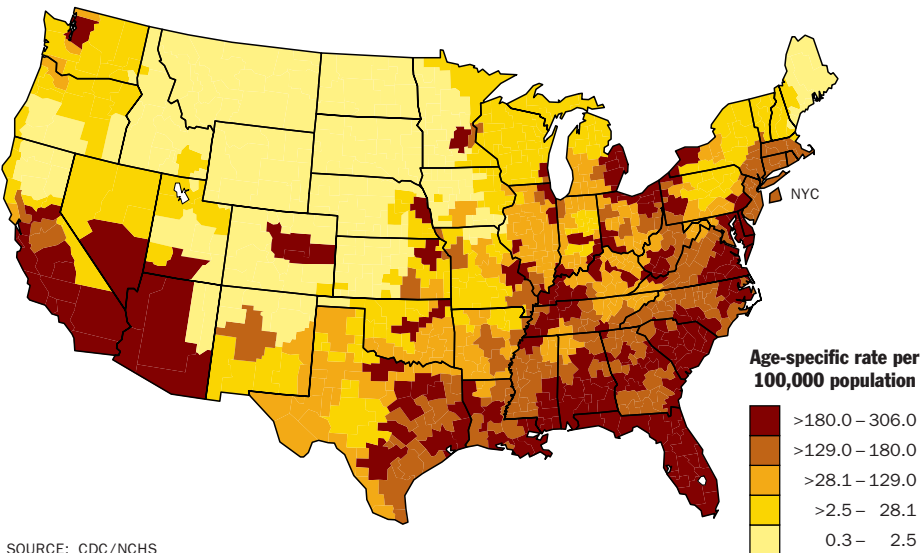 NYC
Age-specific rate per
100,000 population
>180.0 – 306.0
>129.0 – 180.0
>28.1 – 129.0
>2.5 – 28.1
0.3 – 2.5
SOURCE: CDC/NCHS